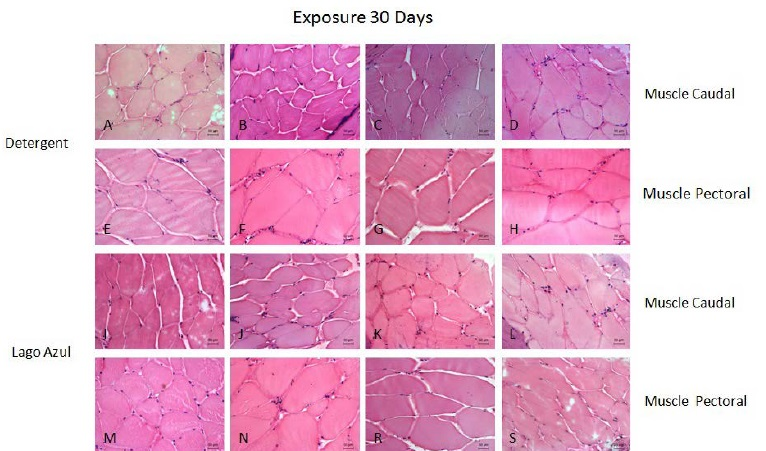 Exposure 30 Days
A B C D
Muscle Caudal
Detergent
E F G H
Muscle Pectoral
I J K L
Muscle Caudal
Lago Azul
M N R S
Muscle Pectoral